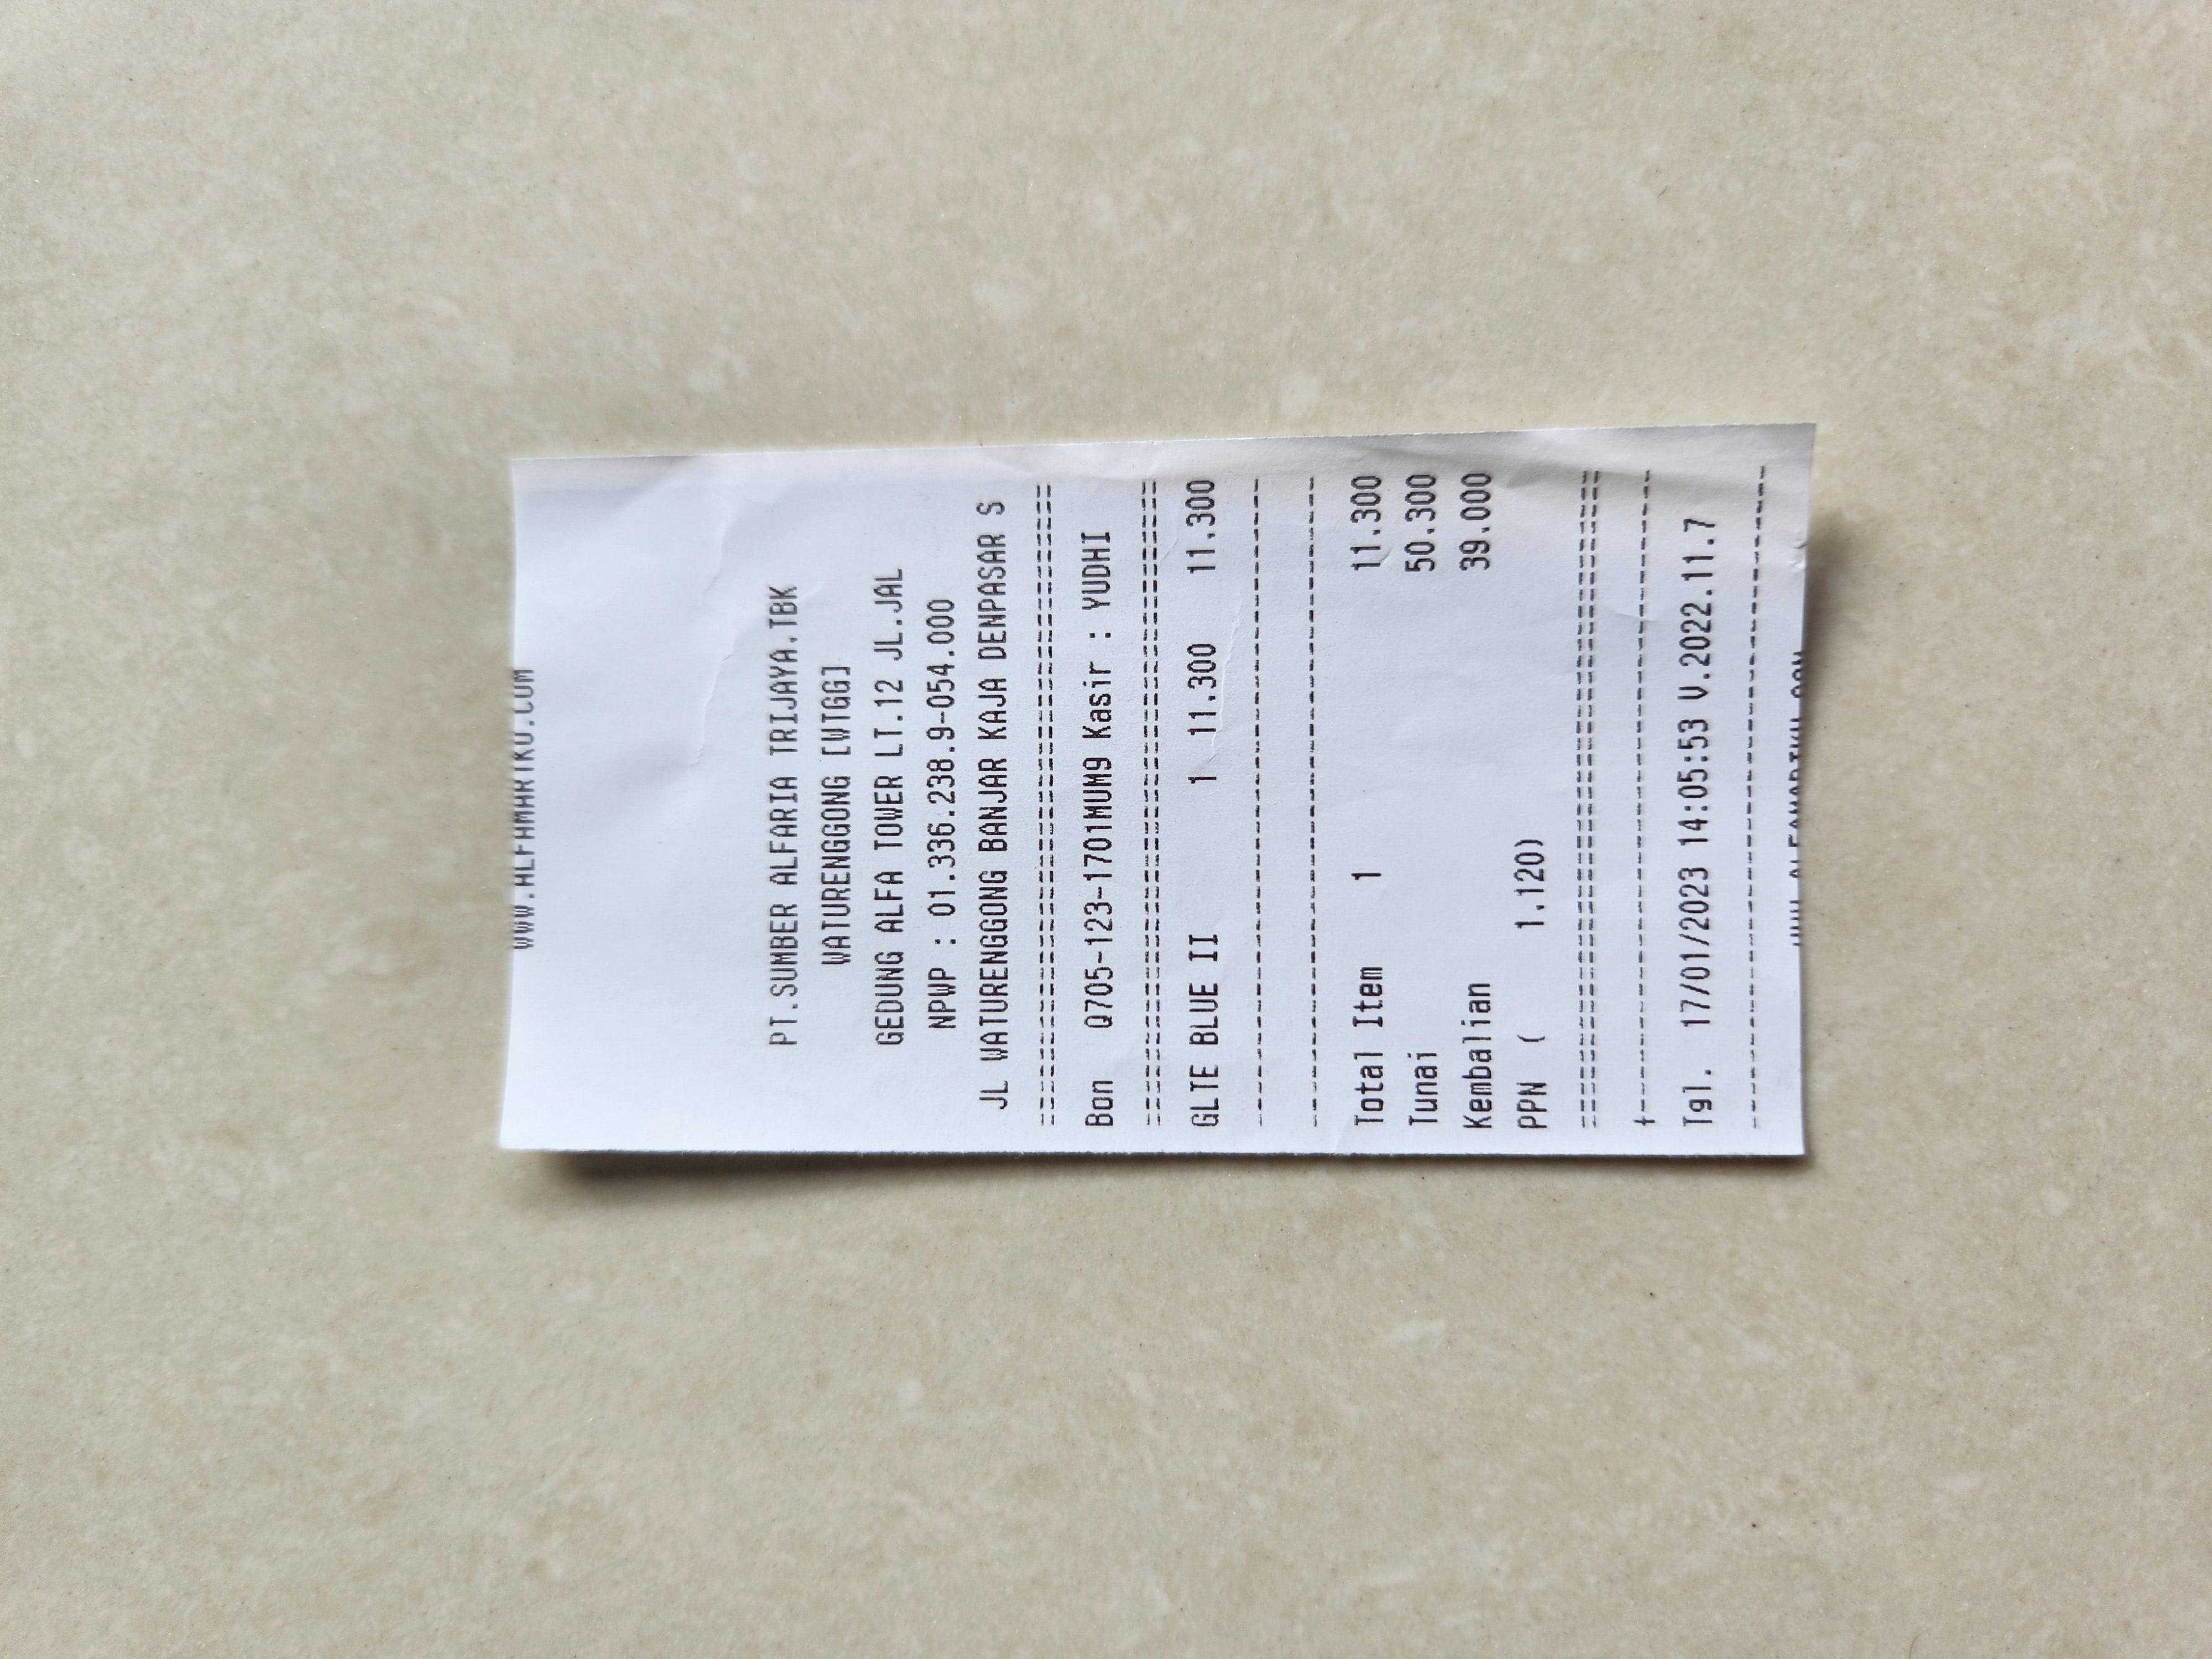 WWW.ALFAMARTKU.COM
PT.SUMBER ALFARIA TRIJAYA.TBK
WATURENGGONG [WTGG]
GEDUNG ALFA TOWER LT.12 JL.JAL
NPWP : 01.336.238.9-054.000
JL WATURENGGONG BANJAR KAJA DENPASAR S
========================================
Bon Q705-123-1701MUM9 Kasir : YUDHI
========================================
GLTE BLUE II 1 11.300 11.300
----------------------------------------
----------------------------------------
Total Item 1 11.300
Tunai 50.300
Kembalian 39.000
PPN ( 1.120)
========================================
+---------------------------------------
Tgl. 17/01/2023 14:05:53 V.2022.11.7
----------------------------------------
WWW.ALFAMARTKU.COM